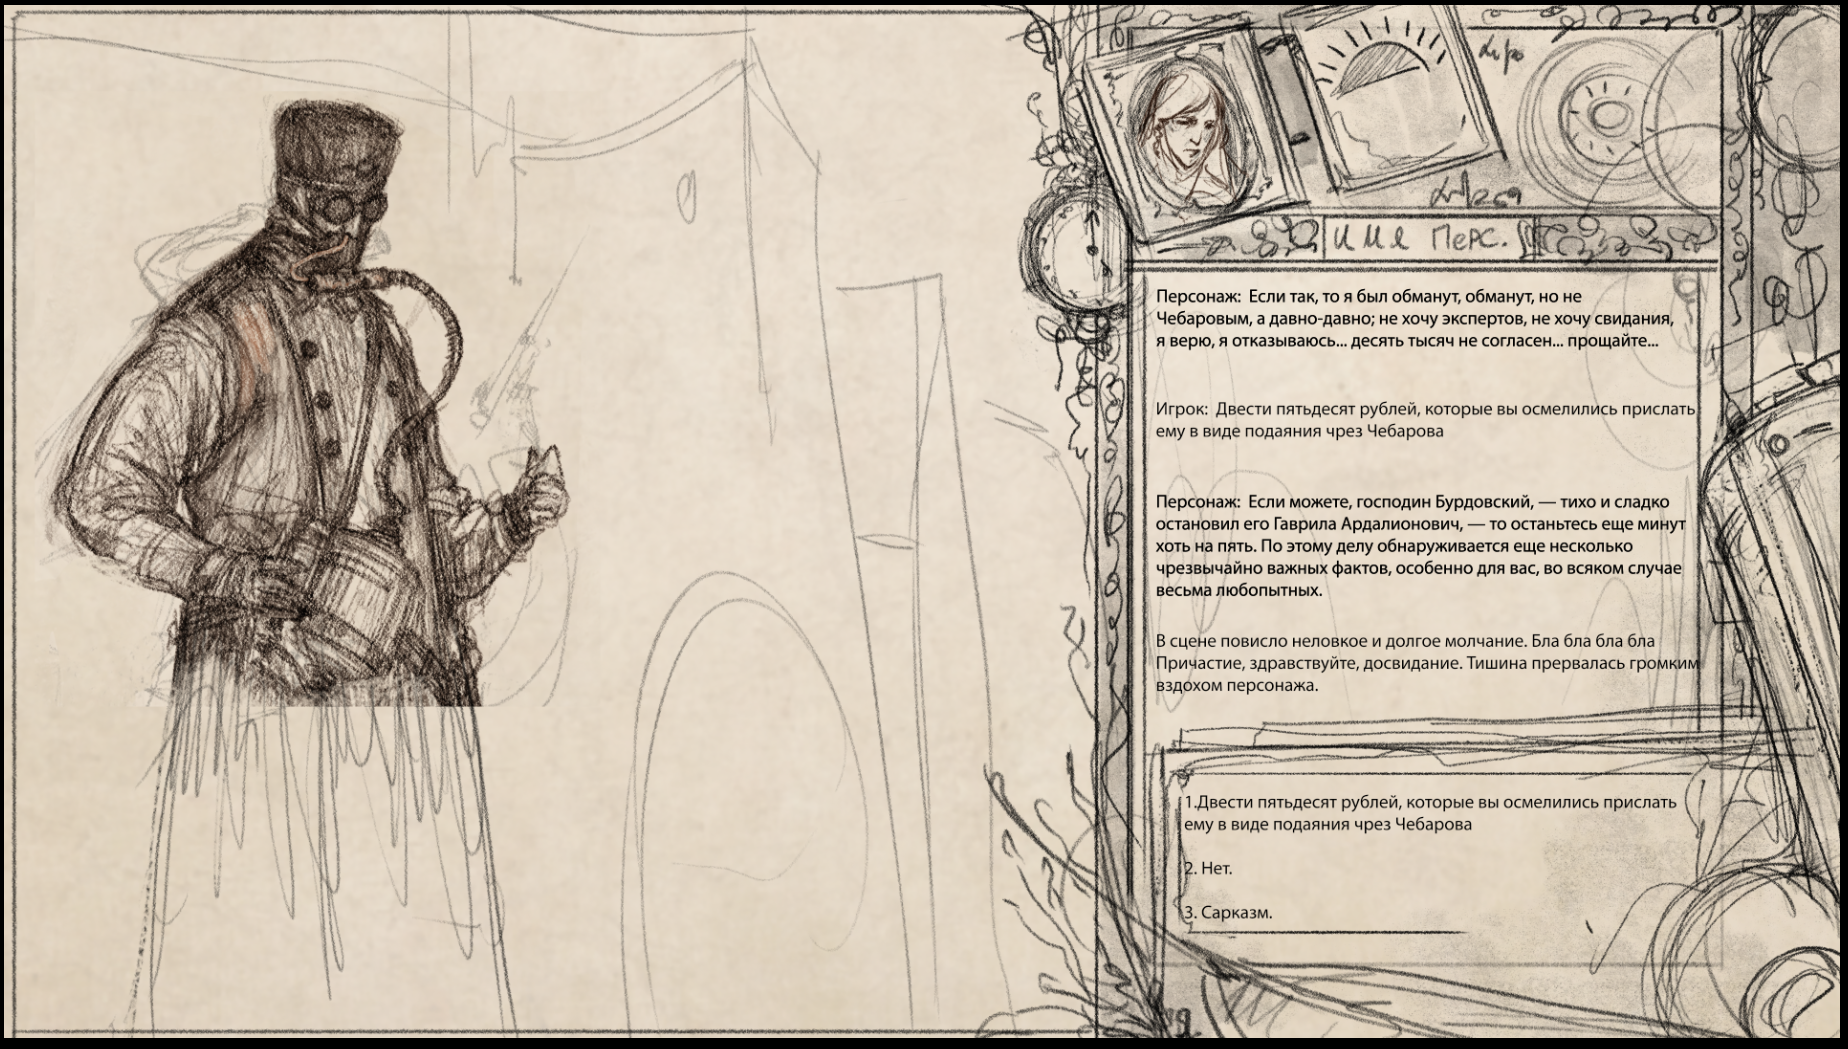 ИМЯ ПЕРС.
Персонаж: Если так, то я был обманут, обманут, но не
Чебаровым, а давно-давно; не хочу экспертов, не хочу свидания,
я верю, я отказываюсь... десять тысяч не согласен... прощайте...
Игрок: Двести пятьдесят рублей, которые вы осмелились прислать
ему в виде подаяния чрез Чебарова
Персонаж: Если можете, господин Бурдовский, — тихо и сладко
остановил его Гаврила Ардалионович, — то останьтесь еще минут
хоть на пять. По этому делу обнаруживается еще несколько
чрезвычайно важных фактов, особенно для вас, во всяком случае
весьма любопытных.
В сцене повисло неловкое и долгое молчание. Бла бла бла бла
Причастие, здравствуйте, досвидание. Тишина прервалась громким
вздохом персонажа.
1.Двести пятьдесят рублей, которые вы осмелились прислать
ему в виде подаяния чрез Чебарова
2. Нет.
3. Сарказм.